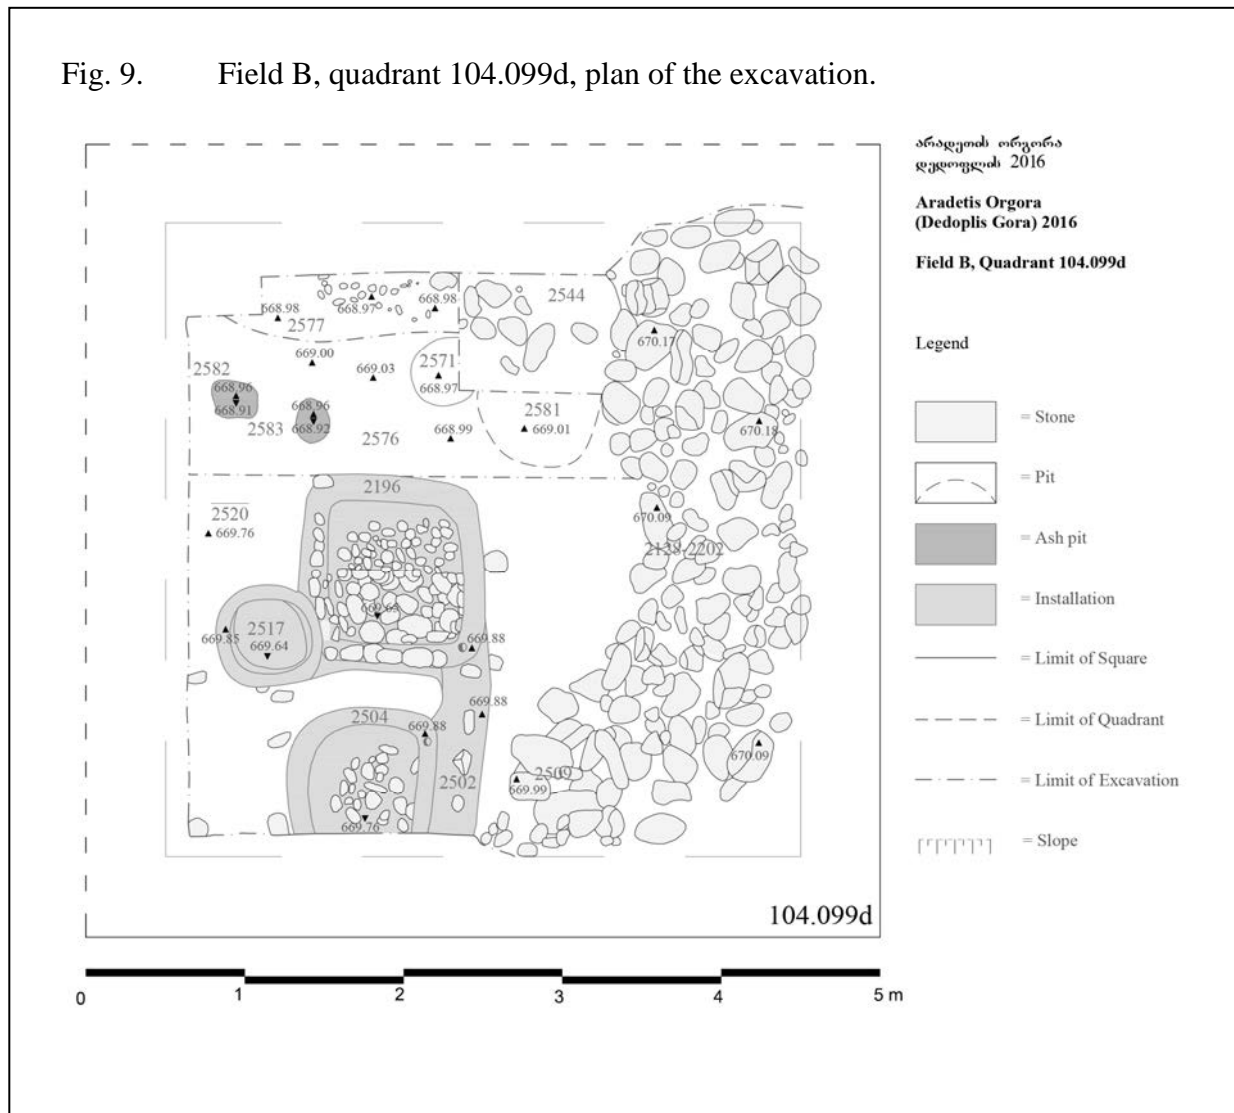 Fig. 9. Field B, quadrant 104.099d, plan of the excavation.
არადეთის ორგორა
დედოფლის 2016
Aradetis Orgora
(Dedoplis Gora) 2016
Field B, Quadrant 104.099d
Legend
= Stone
= Pit
= Ash pit
= Installation
= Limit of Square
= Limit of Quadrant
= Limit of Excavation
= Slope
2544
668.98
668.97
668.98
2577
670.17
669.00
669.03
2571
668.97
2582
668.96
668.91
668.96
668.92
2583
2576
668.99
2581
669.01
670.18
2196
2520
669.76
670.09
2128-2202
669.63
2517
669.85
669.64
669.88
669.88
2504
669.88
2502
2509
669.99
670.09
669.76
104.099d
0 1 2 3 4 5 m